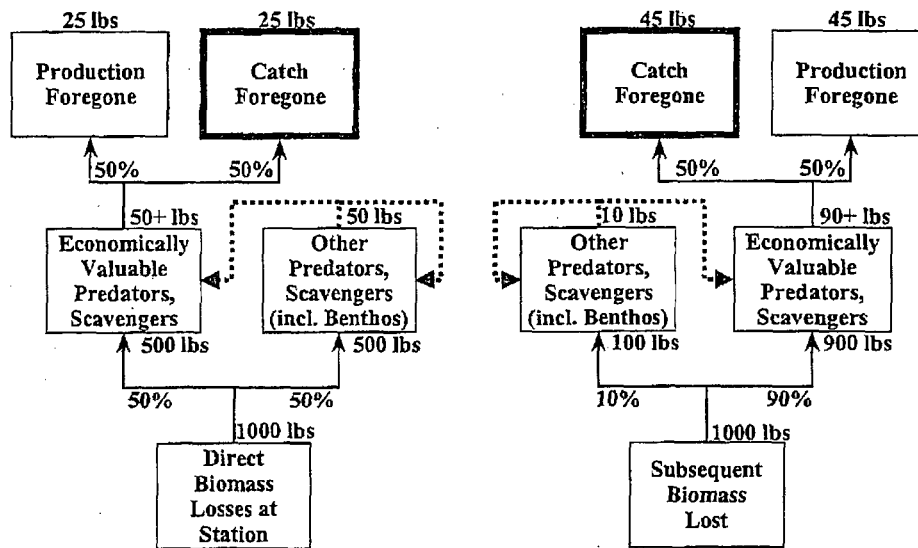 25 lbs
25 lbs
45 lbs
45 lbs
Production
Foregone
Catch
Foregone
Catch
Foregone
Production
Foregone
50%
50%
50%
50%
50+ lbs
50 lbs
10 lbs
90+ lbs
Economically
Valuable
Predators,
Scavengers
Other
Predators,
Scavengers
(incl. Benthos)
Other
Predators,
Scavengers
(incl. Benthos)
Economically
Valuable
Predators,
Scavengers
500 lbs
500 lbs
100 lbs
900 lbs
50%
50%
10%
90%
1000 lbs
1000 lbs
Direct
Biomass
Losses at
Station
Subsequent
Biomass
Lost